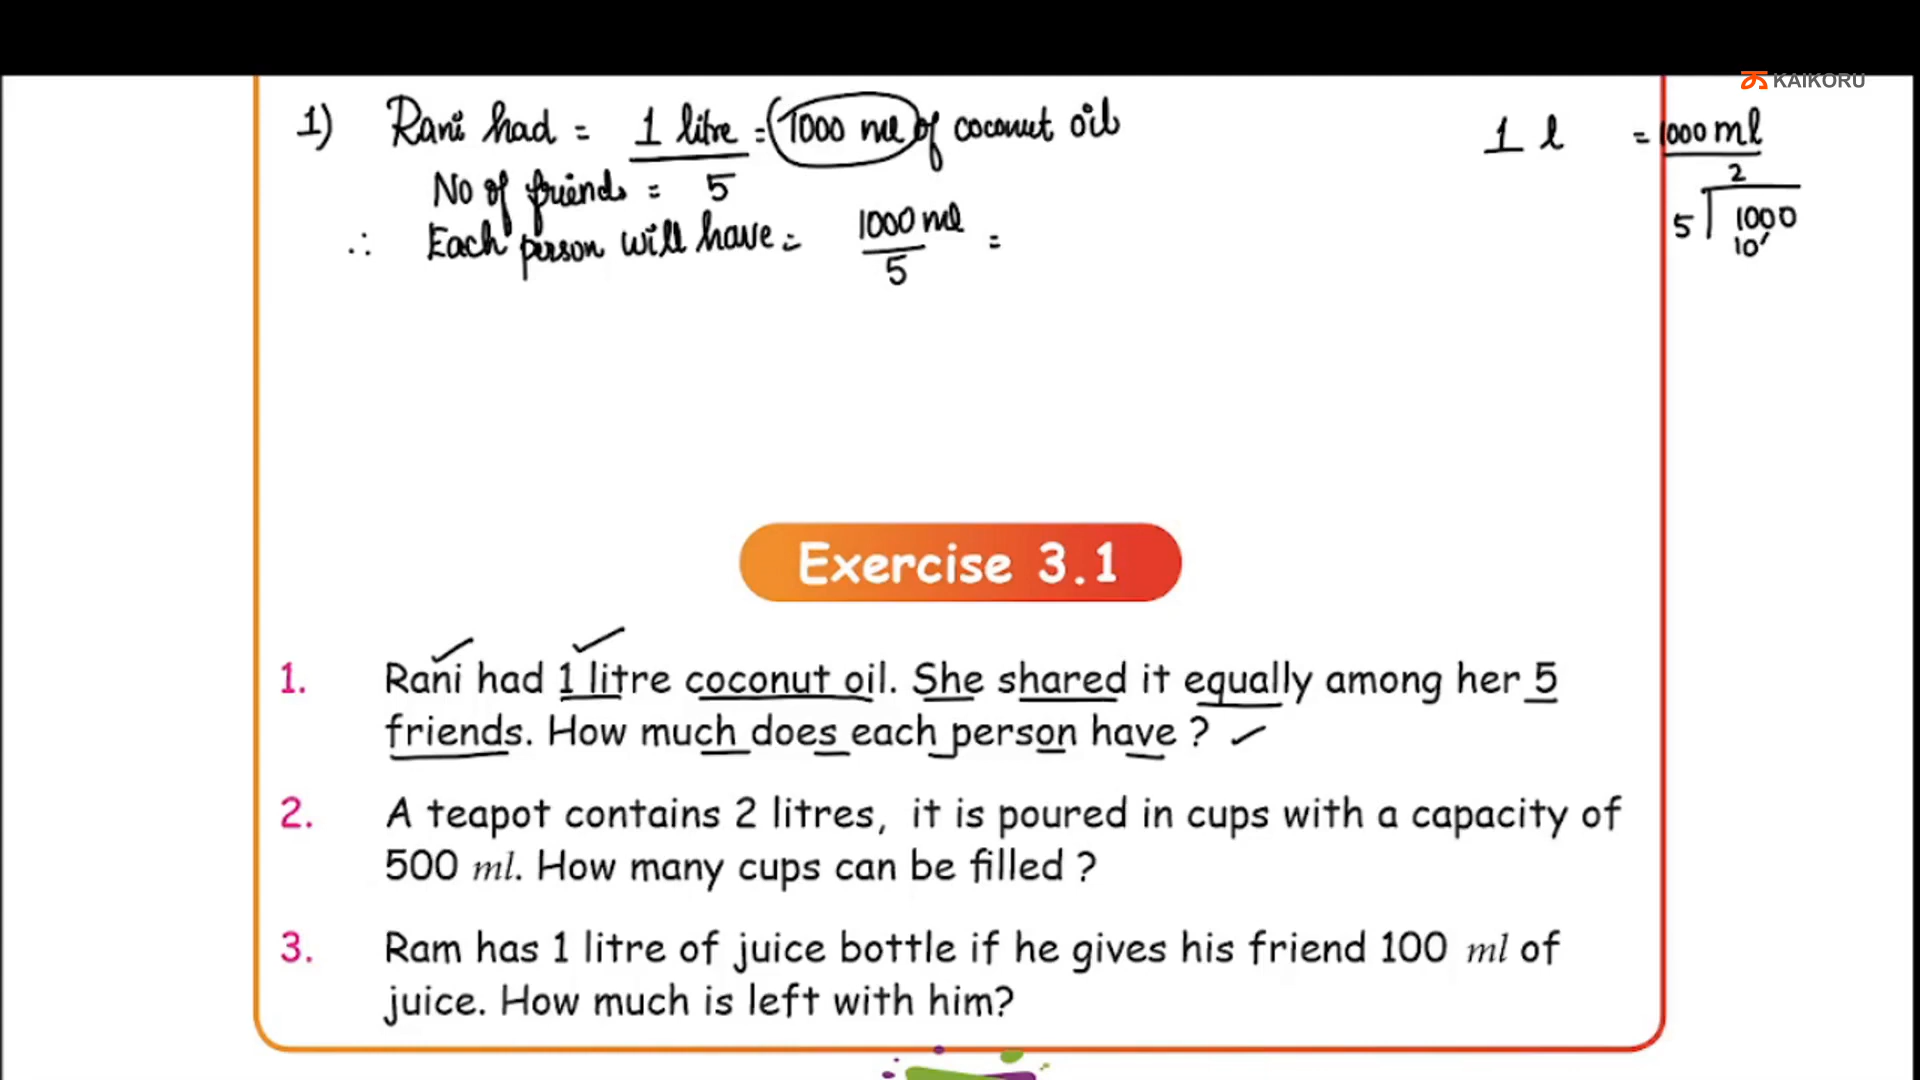 KAIKORU
1) Rani had = 1 litre = 1000 ml of coconut oil
No of friends = 5
∴ Each person will have = 1000 ml / 5 =
1 l = 1000 ml
2
5 1000
10
Exercise 3.1
1. Rani had 1 litre coconut oil. She shared it equally among her 5
friends. How much does each person have ?
2. A teapot contains 2 litres, it is poured in cups with a capacity of
500 ml. How many cups can be filled ?
3. Ram has 1 litre of juice bottle if he gives his friend 100 ml of
juice. How much is left with him?